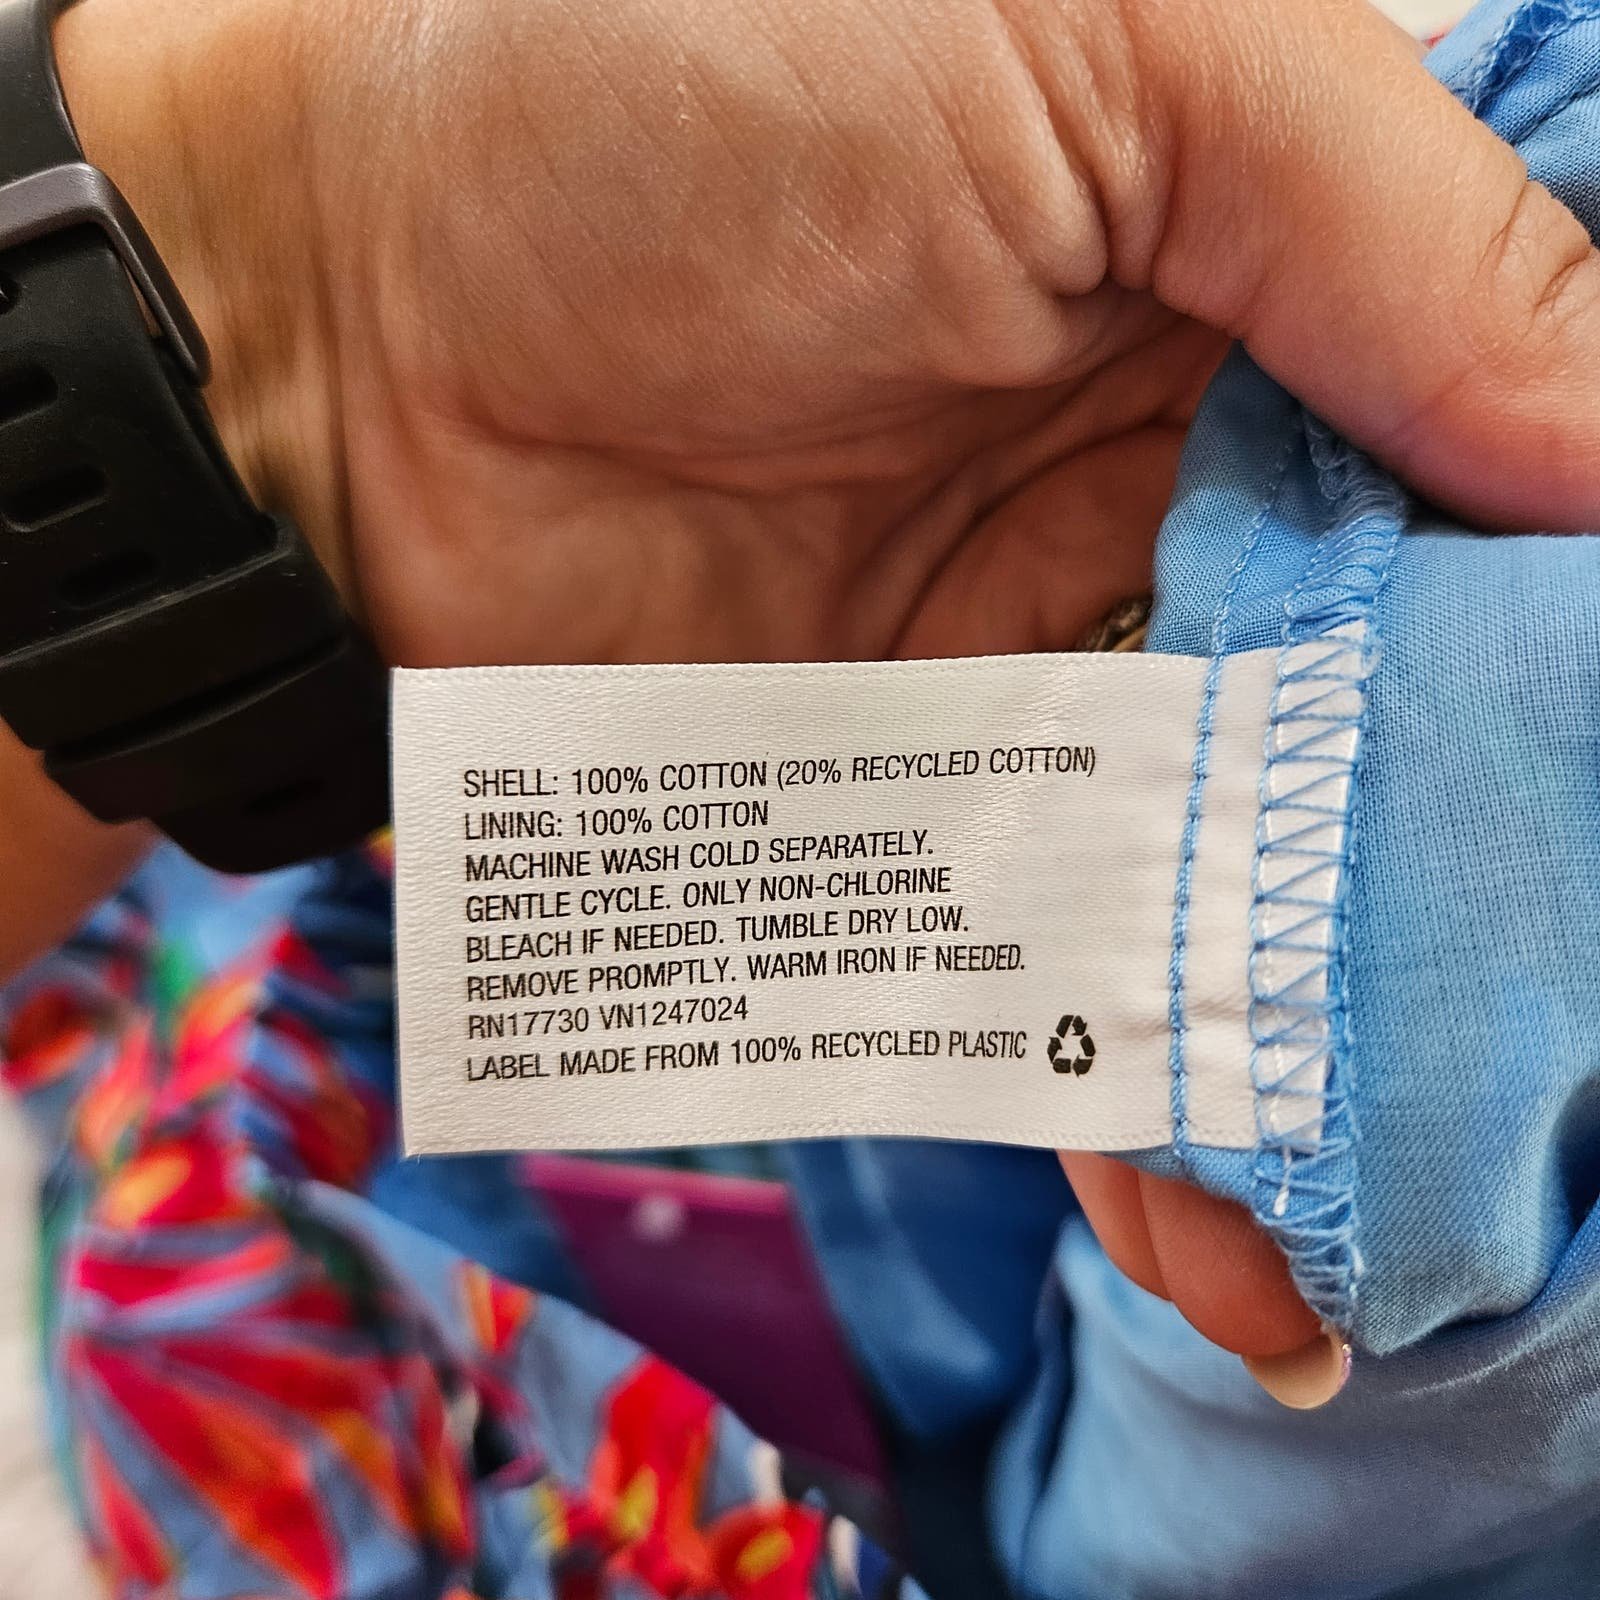 SHELL: 100% COTTON (20% RECYCLED COTTON)
LINING: 100% COTTON
MACHINE WASH COLD SEPARATELY.
GENTLE CYCLE. ONLY NON-CHLORINE
BLEACH IF NEEDED. TUMBLE DRY LOW.
REMOVE PROMPTLY. WARM IRON IF NEEDED.
RN17730 VN1247024
LABEL MADE FROM 100% RECYCLED PLASTIC